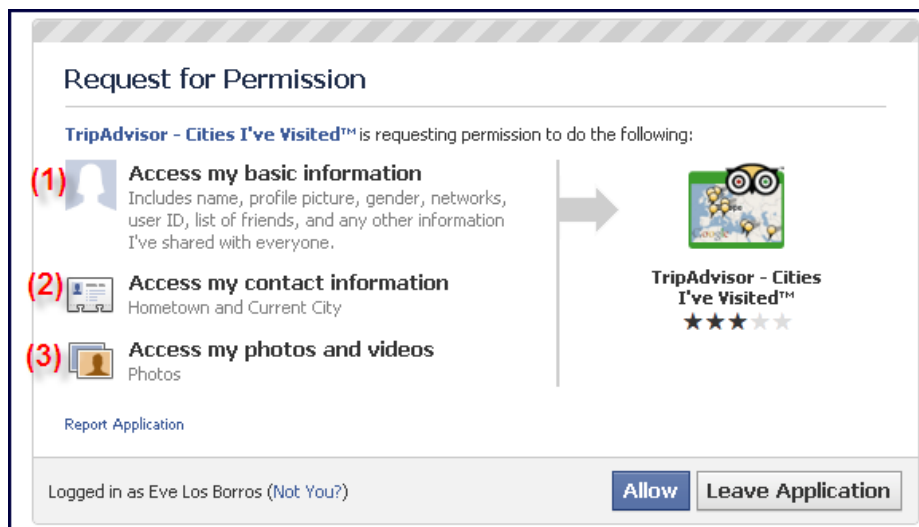 Request for Permission
TripAdvisor - Cities I've Visited™ is requesting permission to do the following:
(1)
Access my basic information
Includes name, profile picture, gender, networks,
user ID, list of friends, and any other information
I've shared with everyone.
(2)
Access my contact information
Hometown and Current City
(3)
Access my photos and videos
Photos
Google
TripAdvisor - Cities
I've Visited™
Report Application
Logged in as Eve Los Borros (Not You?)
Allow
Leave Application